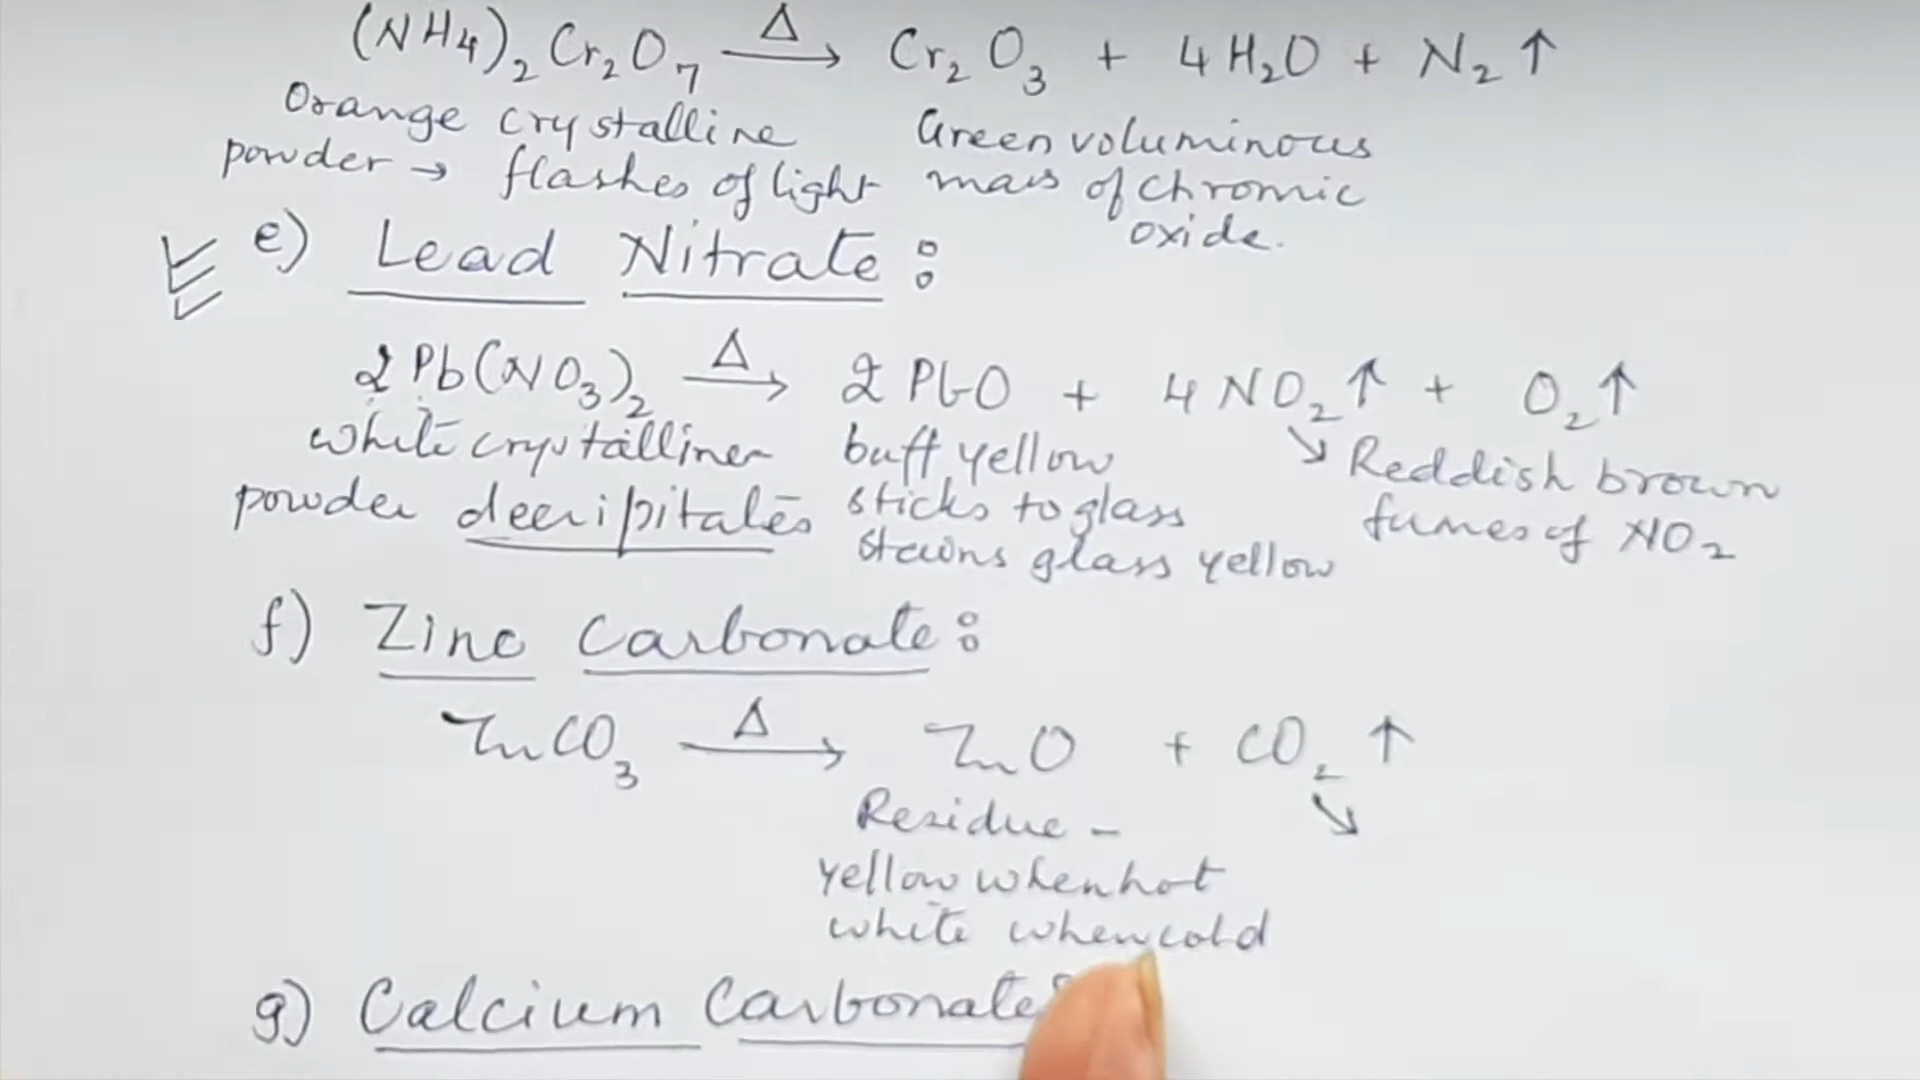 (NH4)₂Cr₂O₇ —Δ→ Cr₂O₃ + 4H₂O + N₂↑
Orange crystalline
powder → flashes of light
Green voluminous
mass of chromic
oxide.
e) Lead Nitrate:
2Pb(NO₃)₂ —Δ→ 2PbO + 4NO₂↑ + O₂↑
white crystalline
powder decripitates
buff yellow
sticks to glass
stains glass yellow
↘ Reddish brown
fumes of NO₂
f) Zinc Carbonate:
ZnCO₃ —Δ→ ZnO + CO₂↑
Residue -
yellow when hot
white when cold
g) Calcium Carbonate: